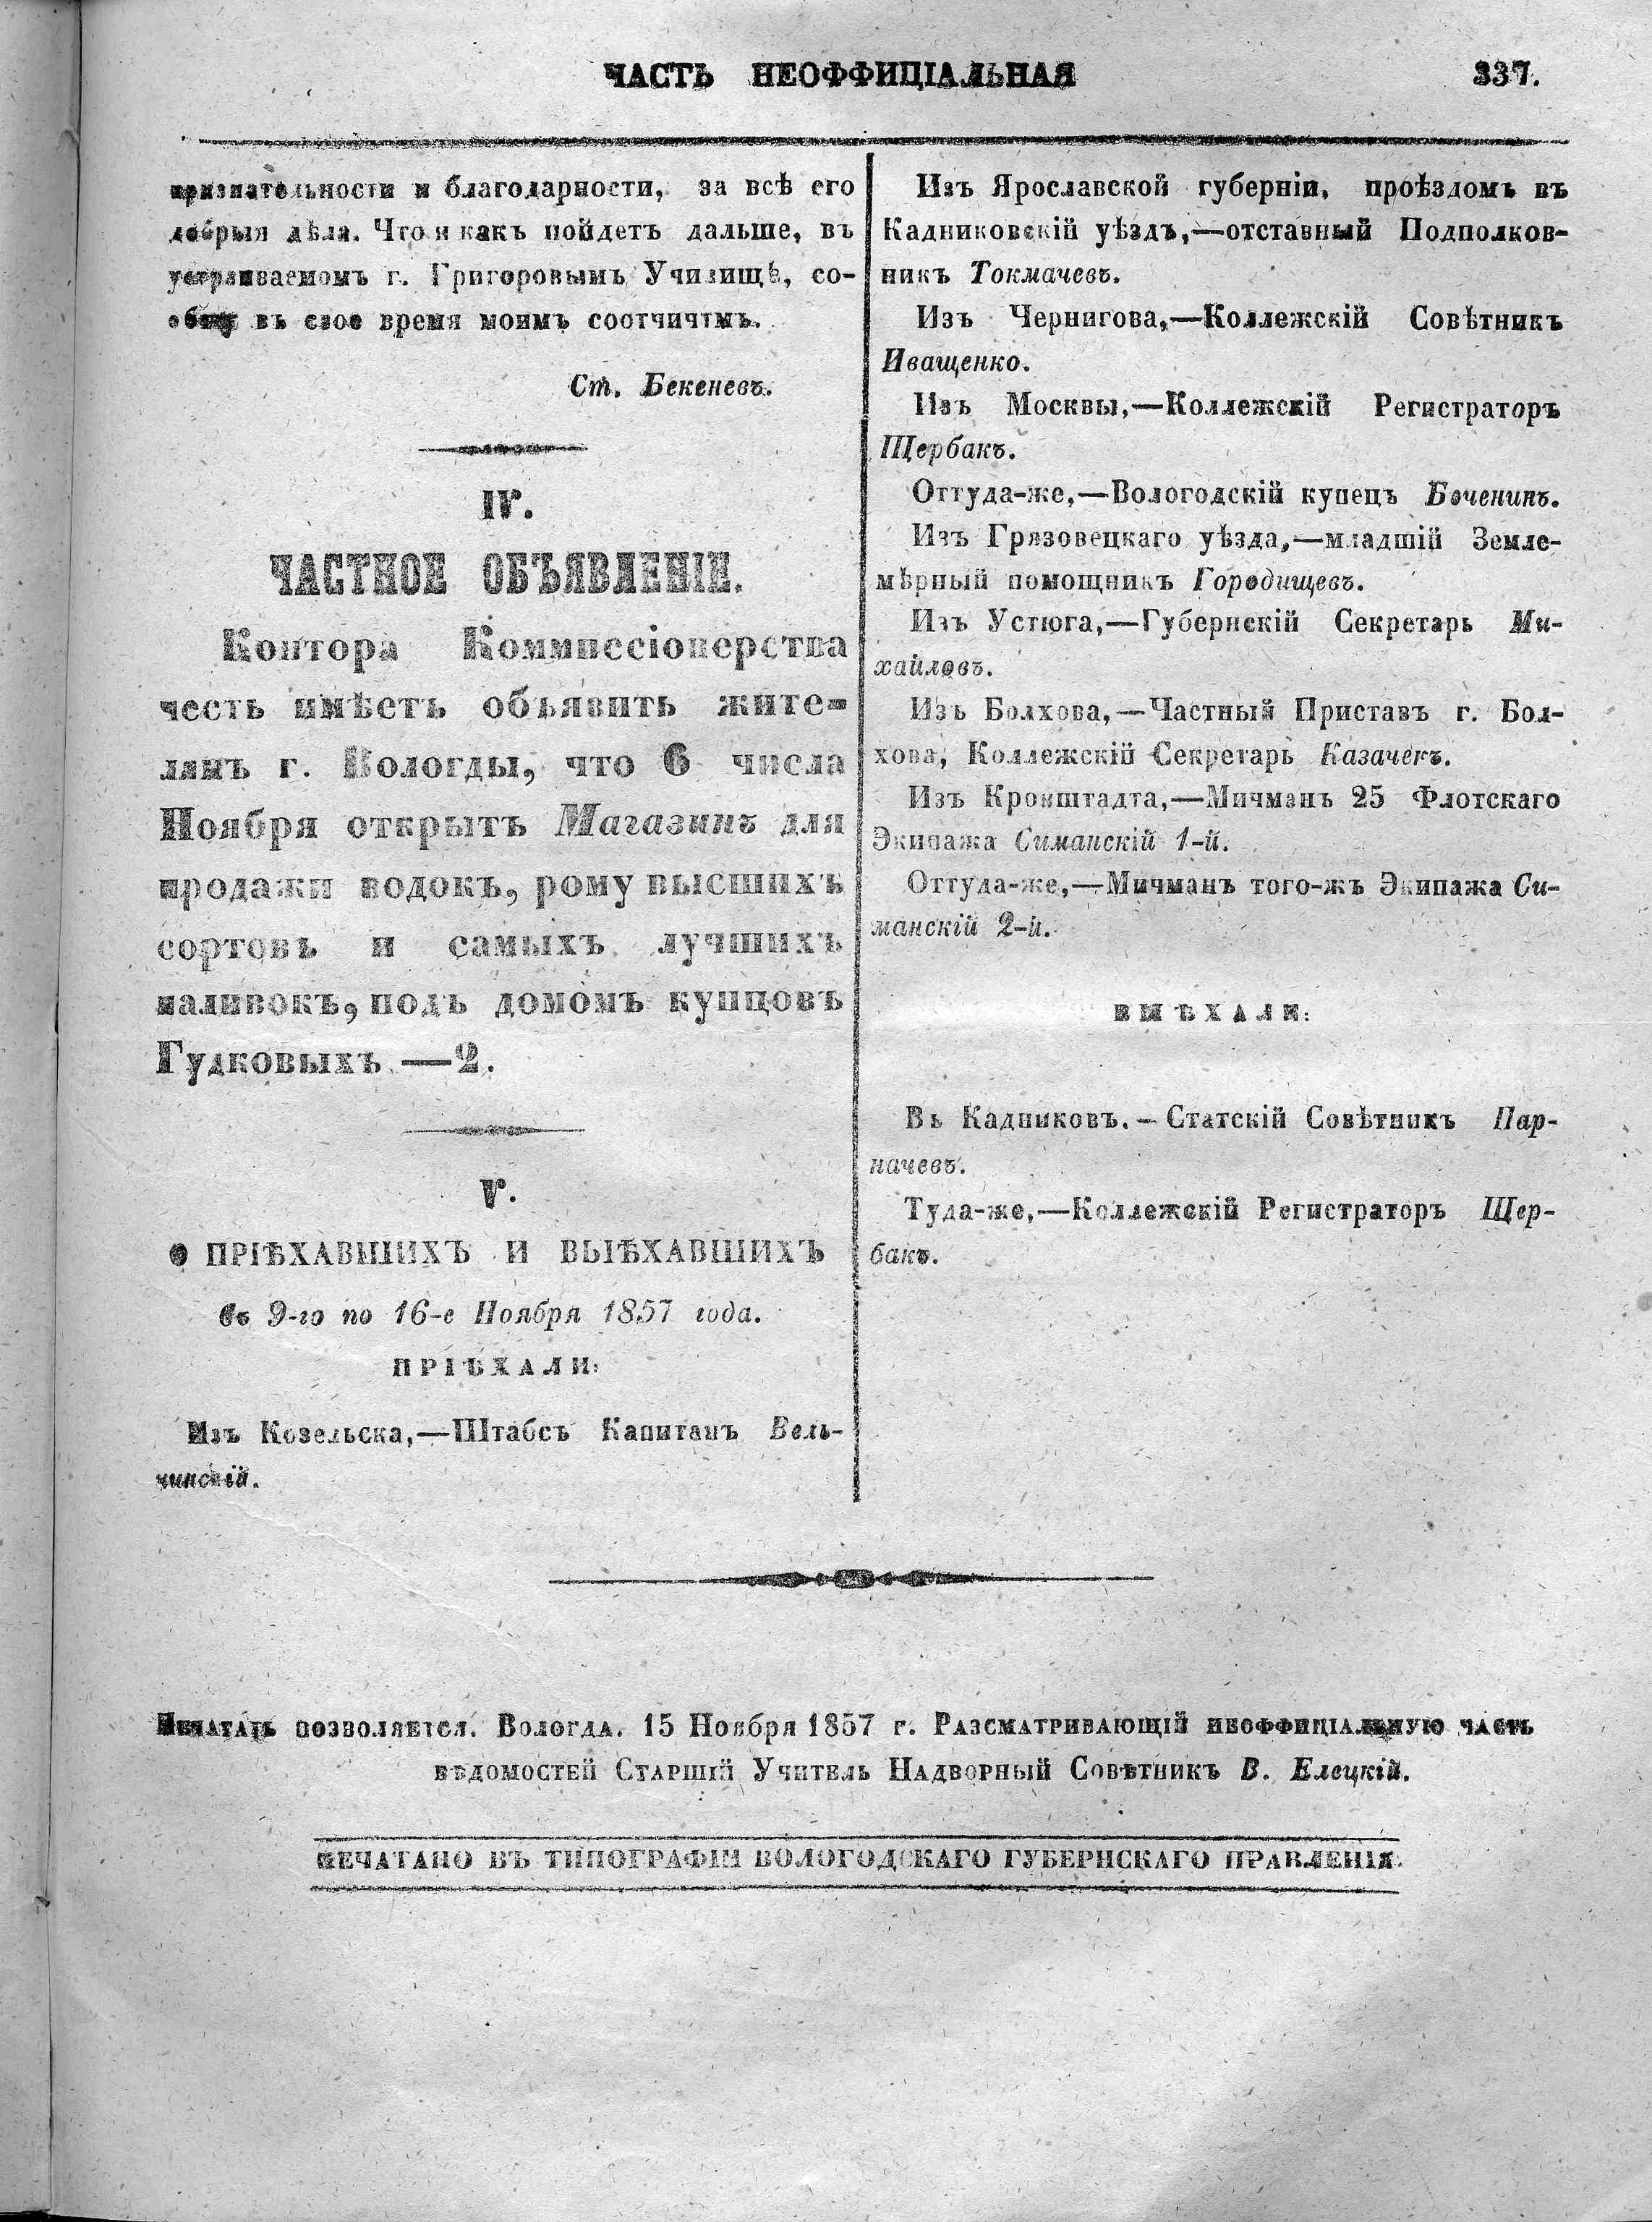 ЧАСТЬ НЕОФФИЦІАЛЬНАЯ
337.
признательности и благодарности, за всѣ его
добрыя дѣла. Что и какъ пойдетъ дальше, въ
устраиваемомъ г. Григоровымъ Училищѣ, со-
общу въ свое время моимъ соотчичтмъ.
Ст. Бекеневъ.
IV.
ЧАСТНОЕ ОБЪЯВЛЕНІЕ.
Контора Коммиссіонерства
честь имѣетъ объявить жите-
лямъ г. Вологды, что 6 числа
Ноября открытъ Магазинъ для
продажи водокъ, рому высшихъ
сортовъ и самыхъ лучшихъ
наливокъ, подъ домомъ купцовъ
Гудковыхъ —2.
V.
О ПРІѢХАВШИХЪ И ВЫѢХАВШИХЪ
съ 9-го по 16-е Ноября 1857 года.
ПРІѢХАЛИ:
Изъ Козельска,—Штабсъ Капитанъ Вель-
чинскій.
Изъ Ярославской губерніи, проѣздомъ въ
Кадниковскій уѣздъ,—отставный Подполков-
никъ Токмачевъ.
Изъ Чернигова,—Коллежскій Совѣтникъ
Иващенко.
Изъ Москвы,—Коллежскій Регистраторъ
Щербакъ.
Оттуда-же,—Вологодскій купецъ Боченинъ.
Изъ Грязовецкаго уѣзда,—младшій Земле-
мѣрный помощникъ Городищевъ.
Изъ Устюга,—Губернскій Секретарь Ми-
хайловъ.
Изъ Болхова,—Частный Приставъ г. Бол-
хова, Коллежскій Секретарь Казачекъ.
Изъ Кронштадта,—Мичманъ 25 Флотскаго
Экипажа Симанскій 1-й.
Оттуда-же,—Мичманъ того-жъ Экипажа Си-
манскій 2-й.
ВЫѢХАЛИ:
Въ Кадниковъ.—Статскій Совѣтникъ Пар-
начевъ.
Туда-же,—Коллежскій Регистраторъ Щер-
бакъ.
Печатать позволяется. Вологда. 15 Ноября 1857 г. Разсматривающій неоффиціальную часть
вѣдомостей Старшій Учитель Надворный Совѣтникъ В. Елецкій.
ПЕЧАТАНО ВЪ ТИПОГРАФІИ ВОЛОГОДСКАГО ГУБЕРНСКАГО ПРАВЛЕНІЯ.